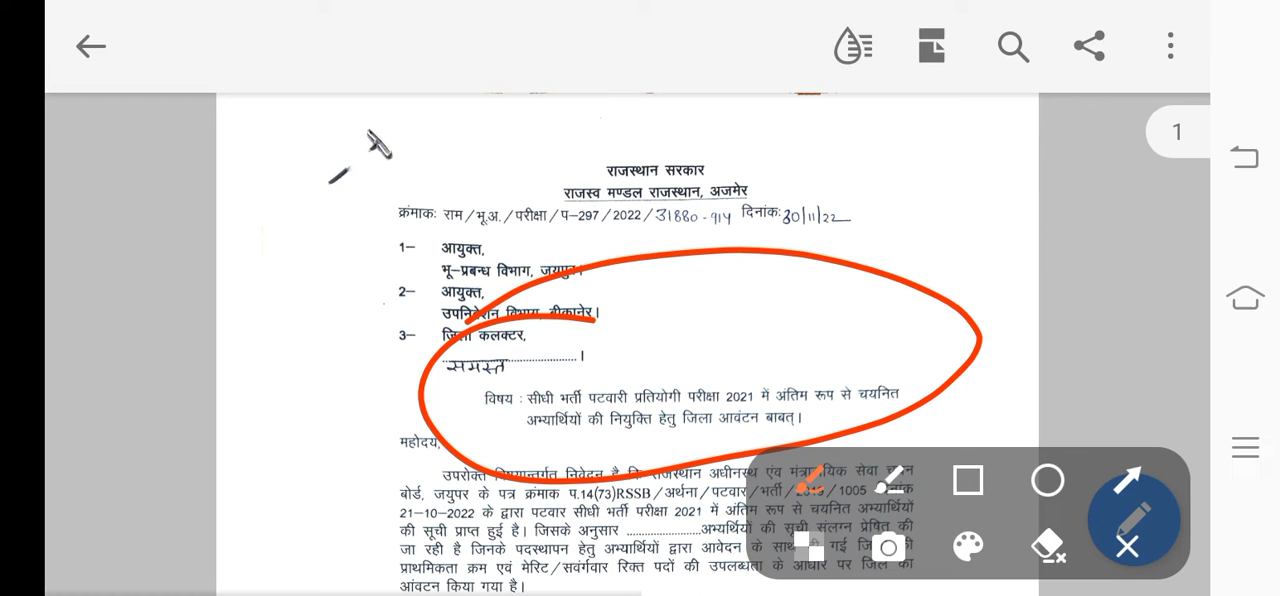 1
राजस्थान सरकार
राजस्व मण्डल राजस्थान, अजमेर
क्रमाकः राम/भू.अ./परीक्षा/प-297/2022/31880-914 दिनांकः 30/11/22
1- आयुक्त,
भू-प्रबन्ध विभाग, जयपुर।
2- आयुक्त,
उपनिवेशन विभाग, बीकानेर।
3- जिला कलक्टर,
समस्त ..............।
विषय : सीधी भर्ती पटवारी प्रतियोगी परीक्षा 2021 में अंतिम रूप से चयनित
अभ्यार्थियों की नियुक्ति हेतु जिला आवंटन बाबत्।
महोदय,
उपरोक्त विषयान्तर्गत निवेदन है कि राजस्थान अधीनस्थ एंव मंत्रालयिक सेवा चयन
बोर्ड, जयपुर के पत्र क्रमांक प.14(73)RSSB/अर्थना/पटवार/भर्ती/2019/1005 दिनांक
21-10-2022 के द्वारा पटवार सीधी भर्ती परीक्षा 2021 में अंतिम रूप से चयनित अभ्यार्थियों
की सूची प्राप्त हुई है। जिसके अनुसार ....................अभ्यर्थियों की सूची संलग्न प्रेषित की
जा रही है जिनके पदस्थापन हेतु अभ्यार्थियों द्वारा आवेदन के साथ दी गई जिले की
प्राथमिकता क्रम एवं मेरिट/सवंर्गवार रिक्त पदों की उपलब्धता के आधार पर जिले का
आंवटन किया गया है।